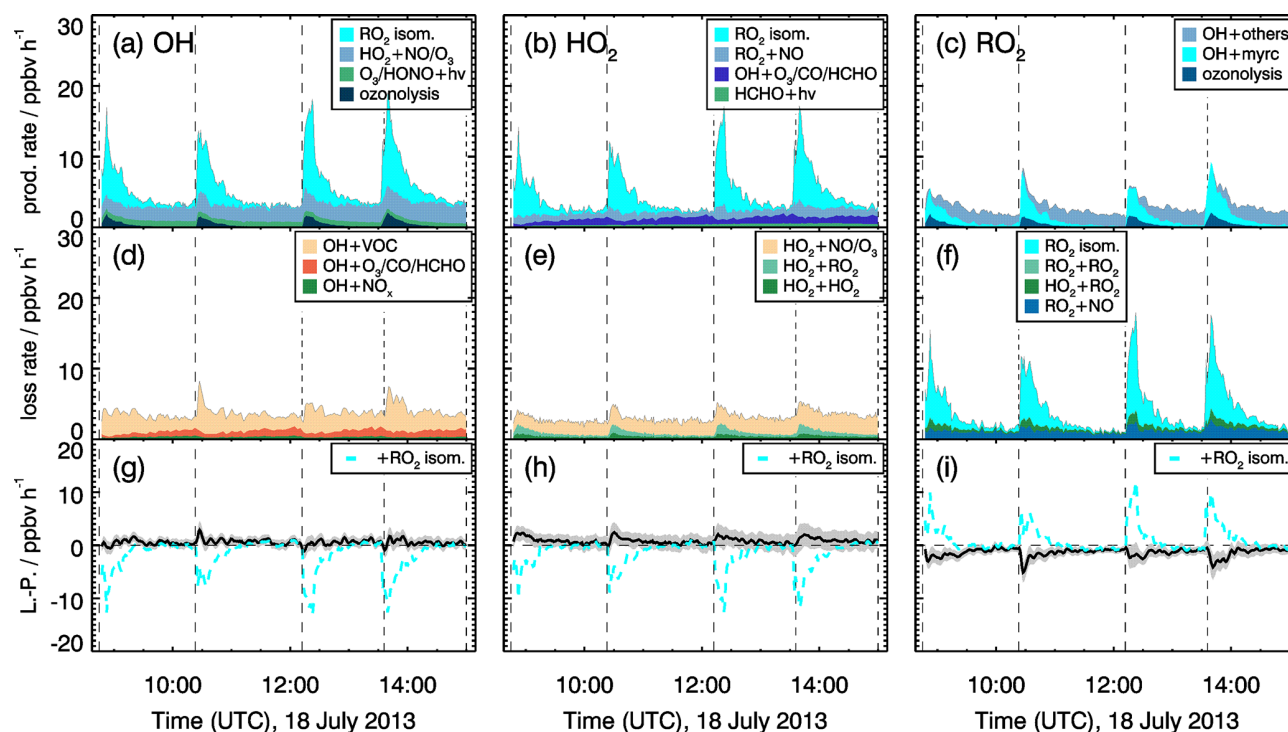 (a) OH
RO₂ isom.
HO₂+NO/O₃
O₃/HONO+hv
ozonolysis
(b) HO₂
RO₂ isom.
RO₂+NO
OH+O₃/CO/HCHO
HCHO+hv
(c) RO₂
OH+others
OH+myrc
ozonolysis
prod. rate / ppbv h⁻¹
30
20
10
0
(d)
OH+VOC
OH+O₃/CO/HCHO
OH+NOₓ
(e)
HO₂+NO/O₃
HO₂+RO₂
HO₂+HO₂
(f)
RO₂ isom.
RO₂+RO₂
HO₂+RO₂
RO₂+NO
loss rate / ppbv h⁻¹
30
20
10
0
(g)
+RO₂ isom.
(h)
+RO₂ isom.
(i)
+RO₂ isom.
L.-P. / ppbv h⁻¹
20
10
0
-10
-20
10:00 12:00 14:00
10:00 12:00 14:00
10:00 12:00 14:00
Time (UTC), 18 July 2013
Time (UTC), 18 July 2013
Time (UTC), 18 July 2013